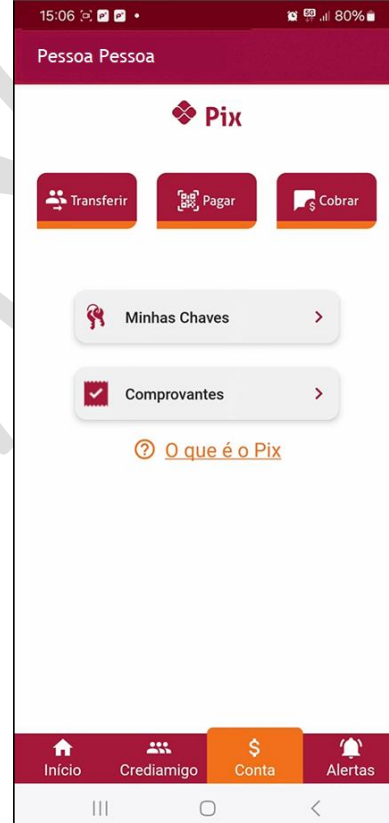 15:06 80%
Pessoa Pessoa
Pix
Transferir Pagar Cobrar
Minhas Chaves
Comprovantes
O que é o Pix
Início Crediamigo Conta Alertas